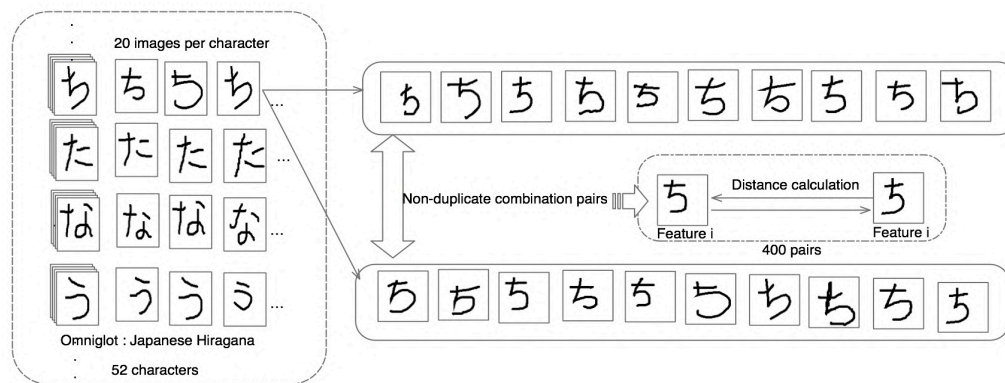 20 images per character
ち ち ち ち ...
た た た た ...
な な な な ...
う う う う ...
Omniglot : Japanese Hiragana
52 characters
ち ち ち ち ち ち ち ち ち ち
Non-duplicate combination pairs
ち Distance calculation ち
Feature i Feature i
400 pairs
ち ち ち ち ち ち ち ち ち ち